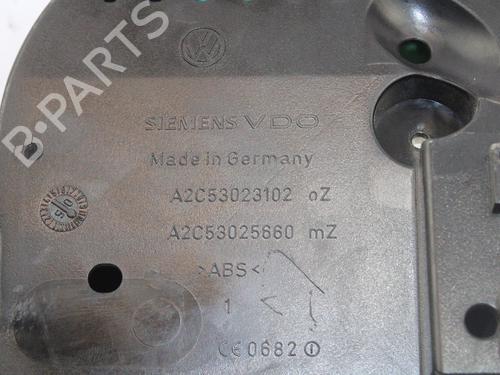 B-PARTS
SIEMENS VDO
Made in Germany
A2C53023102 oZ
A2C53025660 mZ
>ABS<
1
CE 0682